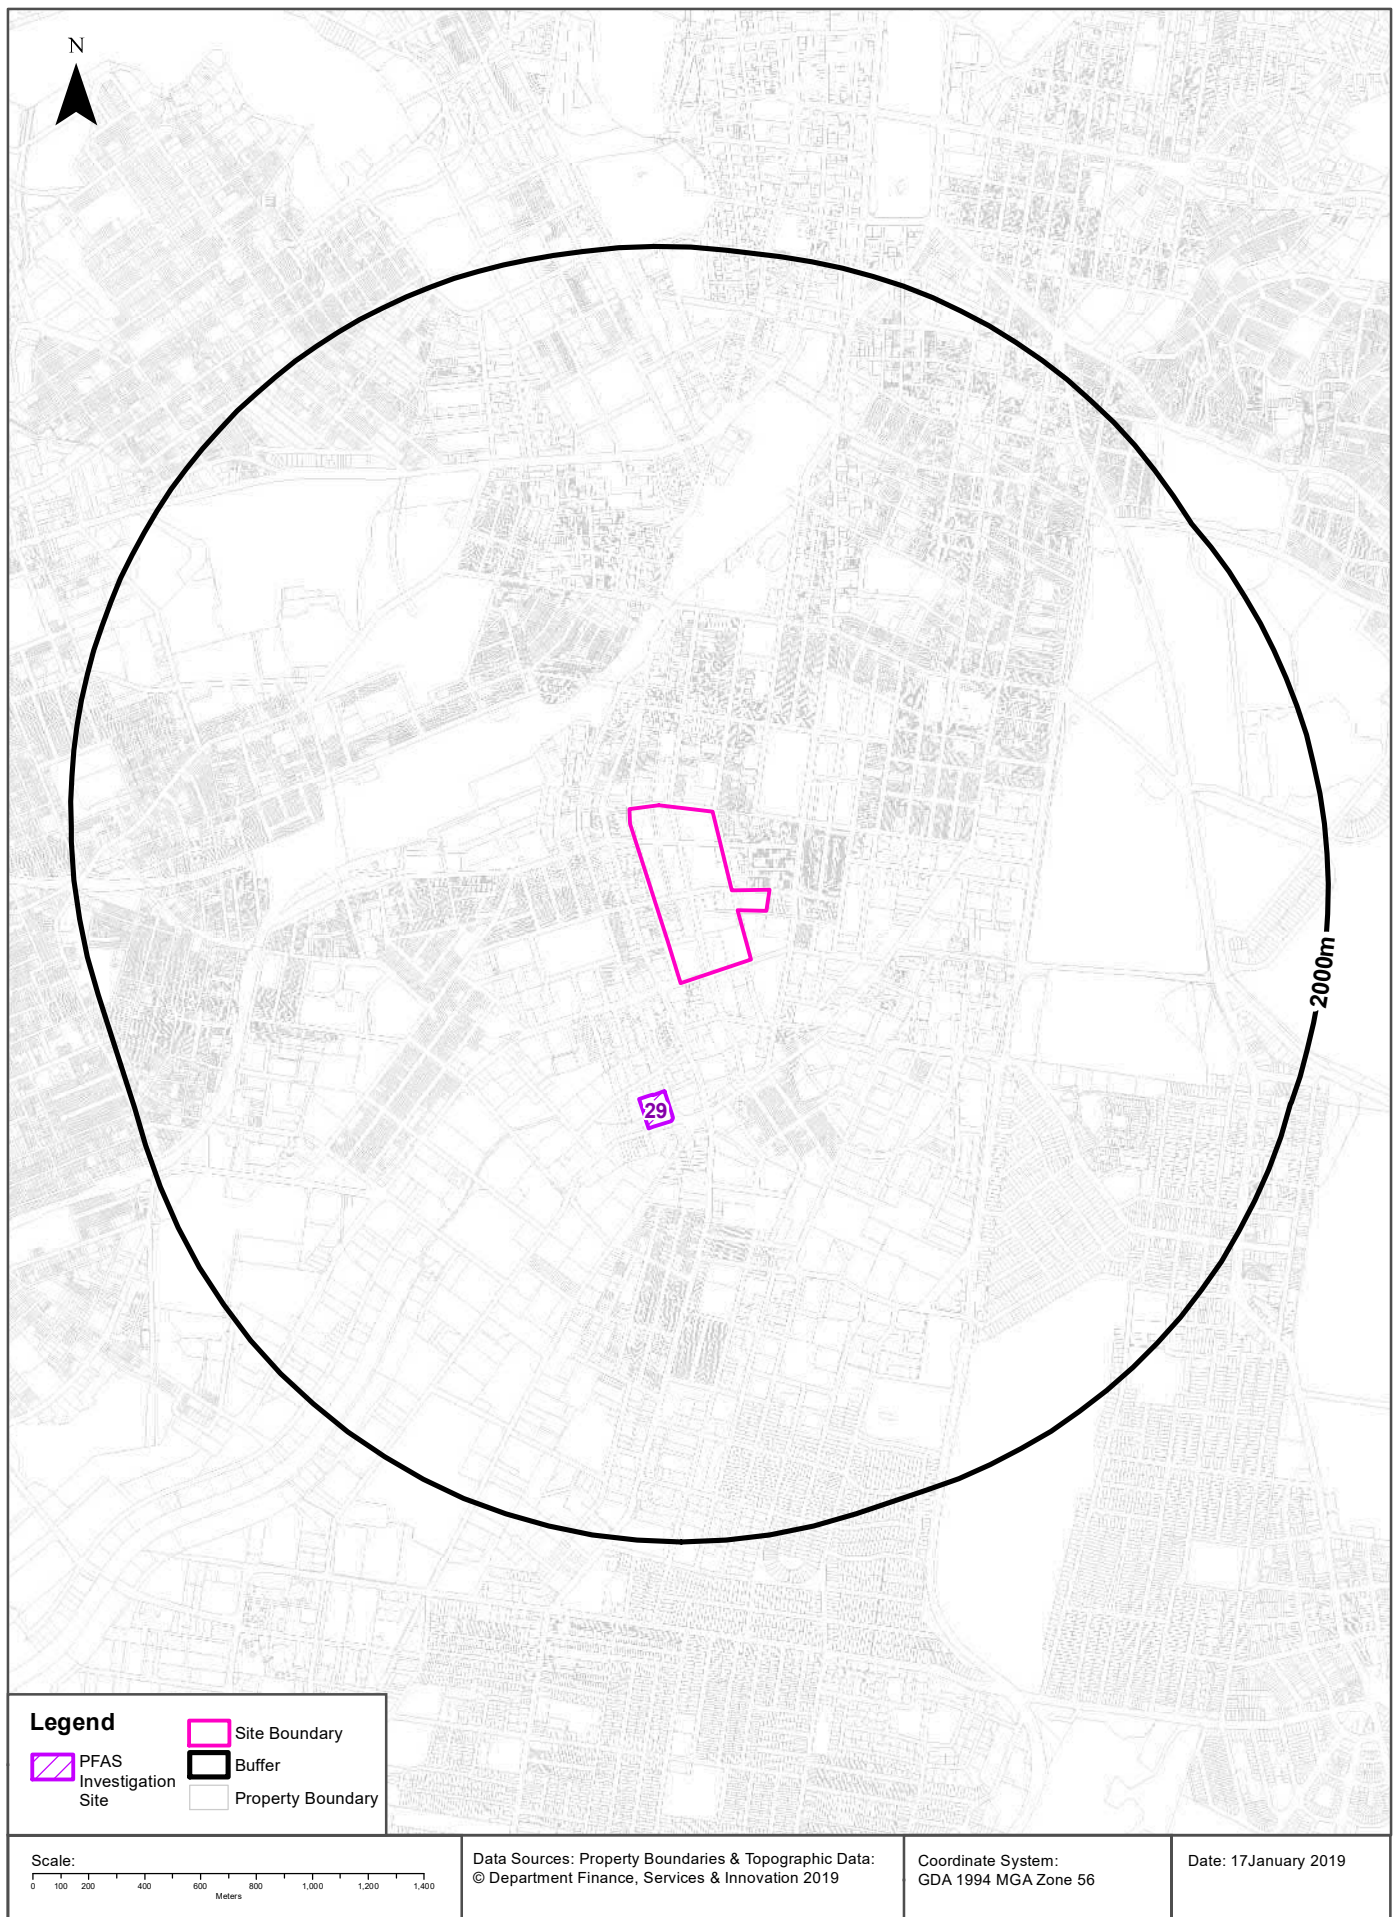 N
2000m
29
Legend
PFAS
Investigation
Site
Site Boundary
Buffer
Property Boundary
Scale:
0 100 200 400 600 800 1,000 1,200 1,400
Meters
Data Sources: Property Boundaries & Topographic Data:
© Department Finance, Services & Innovation 2019
Coordinate System:
GDA 1994 MGA Zone 56
Date: 17January 2019